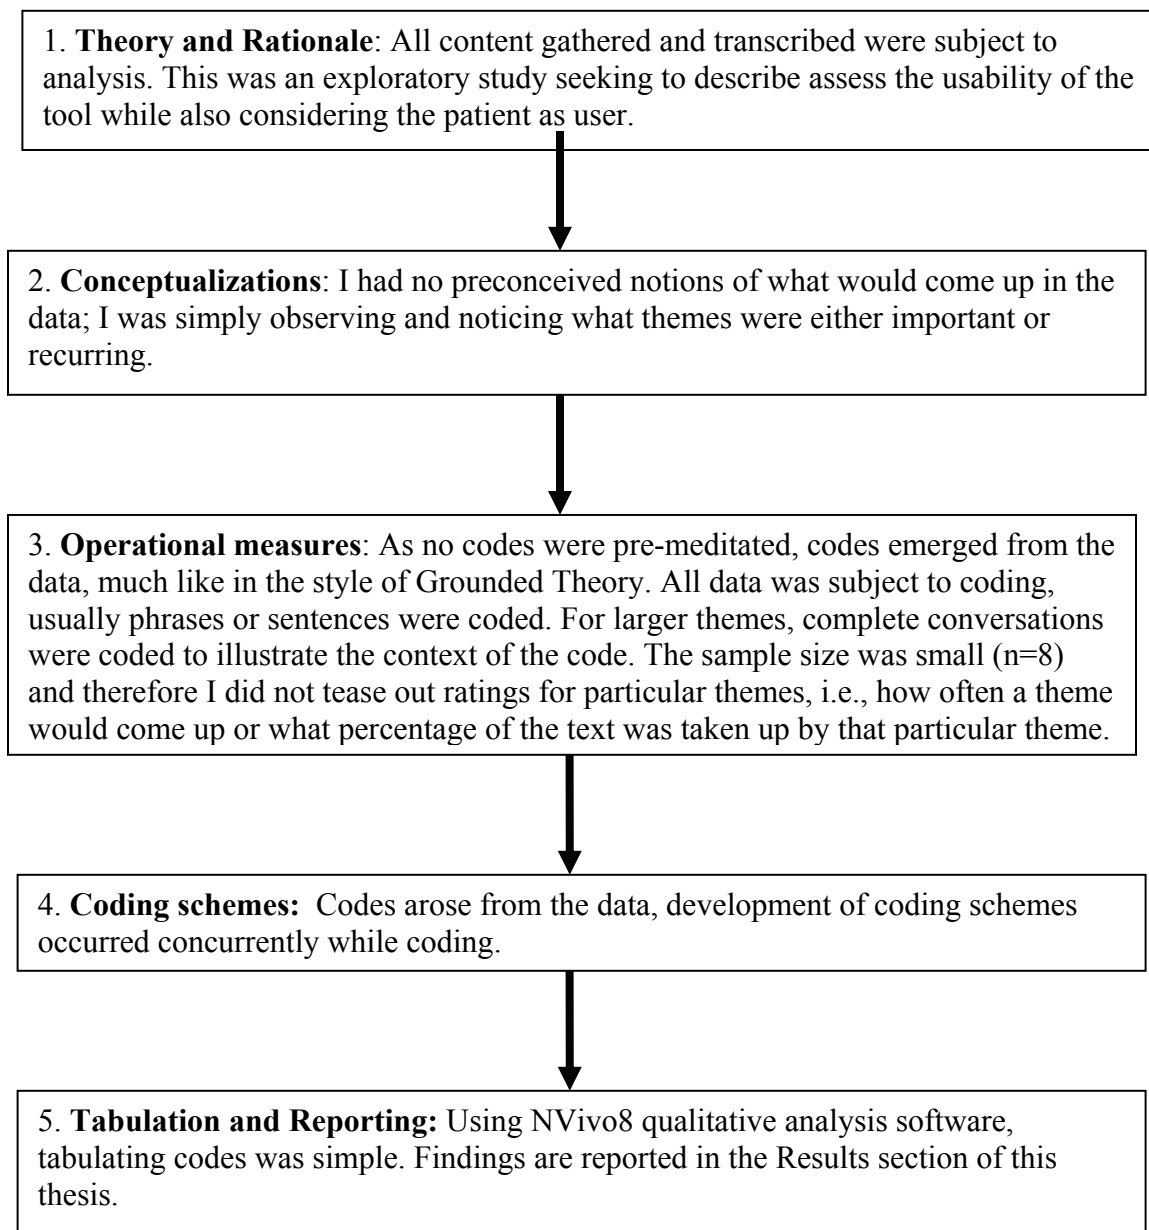 1. Theory and Rationale: All content gathered and transcribed were subject to
analysis. This was an exploratory study seeking to describe assess the usability of the
tool while also considering the patient as user.
2. Conceptualizations: I had no preconceived notions of what would come up in the
data; I was simply observing and noticing what themes were either important or
recurring.
3. Operational measures: As no codes were pre-meditated, codes emerged from the
data, much like in the style of Grounded Theory. All data was subject to coding,
usually phrases or sentences were coded. For larger themes, complete conversations
were coded to illustrate the context of the code. The sample size was small (n=8)
and therefore I did not tease out ratings for particular themes, i.e., how often a theme
would come up or what percentage of the text was taken up by that particular theme.
4. Coding schemes: Codes arose from the data, development of coding schemes
occurred concurrently while coding.
5. Tabulation and Reporting: Using NVivo8 qualitative analysis software,
tabulating codes was simple. Findings are reported in the Results section of this
thesis.